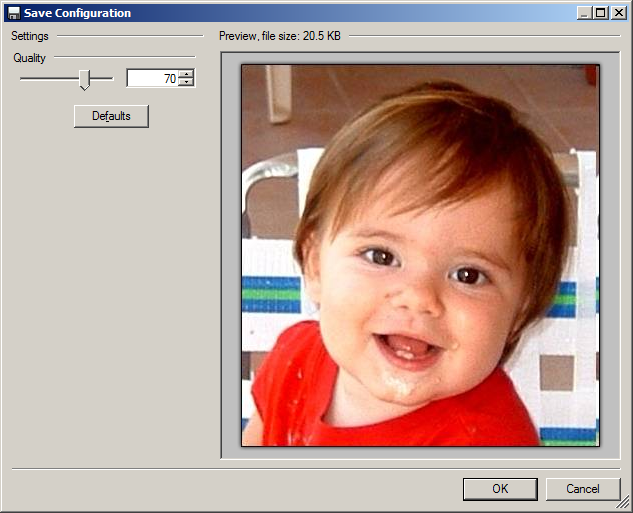 Save Configuration
Settings
Preview, file size: 20.5 KB
Quality
70
Defaults
OK
Cancel